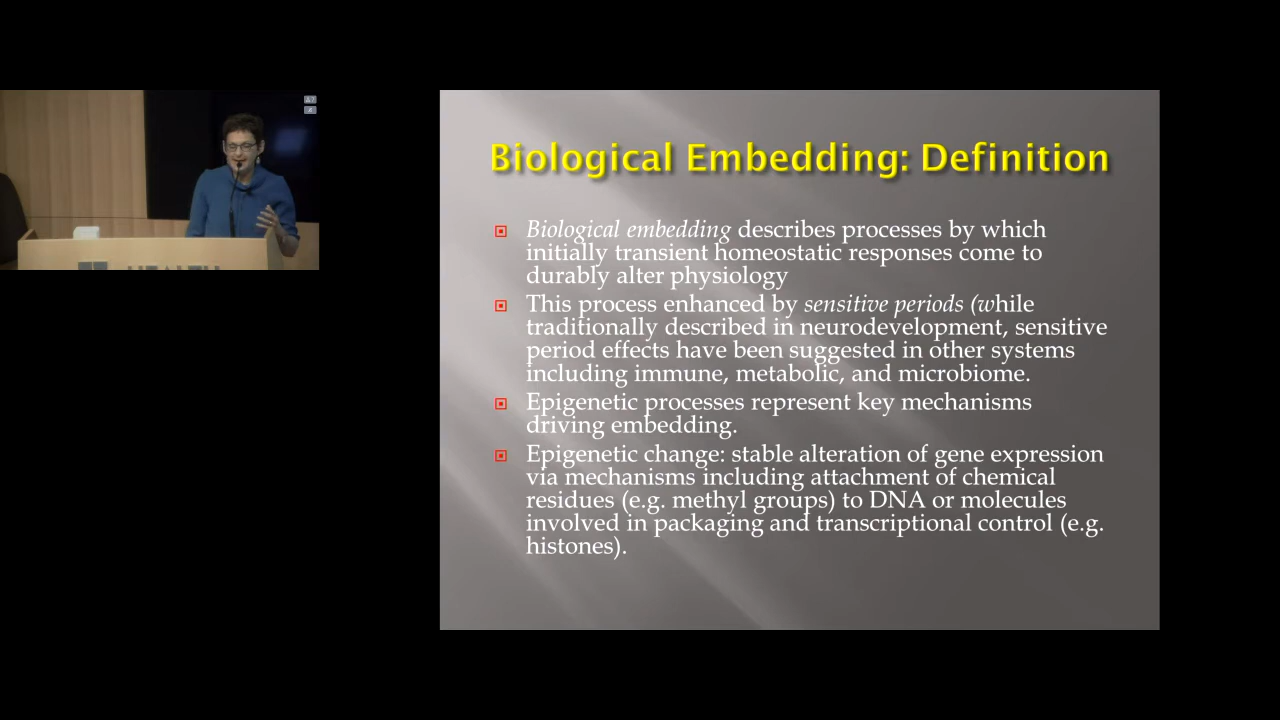 Biological Embedding: Definition
Biological embedding describes processes by which
initially transient homeostatic responses come to
durably alter physiology
This process enhanced by sensitive periods (while
traditionally described in neurodevelopment, sensitive
period effects have been suggested in other systems
including immune, metabolic, and microbiome.
Epigenetic processes represent key mechanisms
driving embedding.
Epigenetic change: stable alteration of gene expression
via mechanisms including attachment of chemical
residues (e.g. methyl groups) to DNA or molecules
involved in packaging and transcriptional control (e.g.
histones).